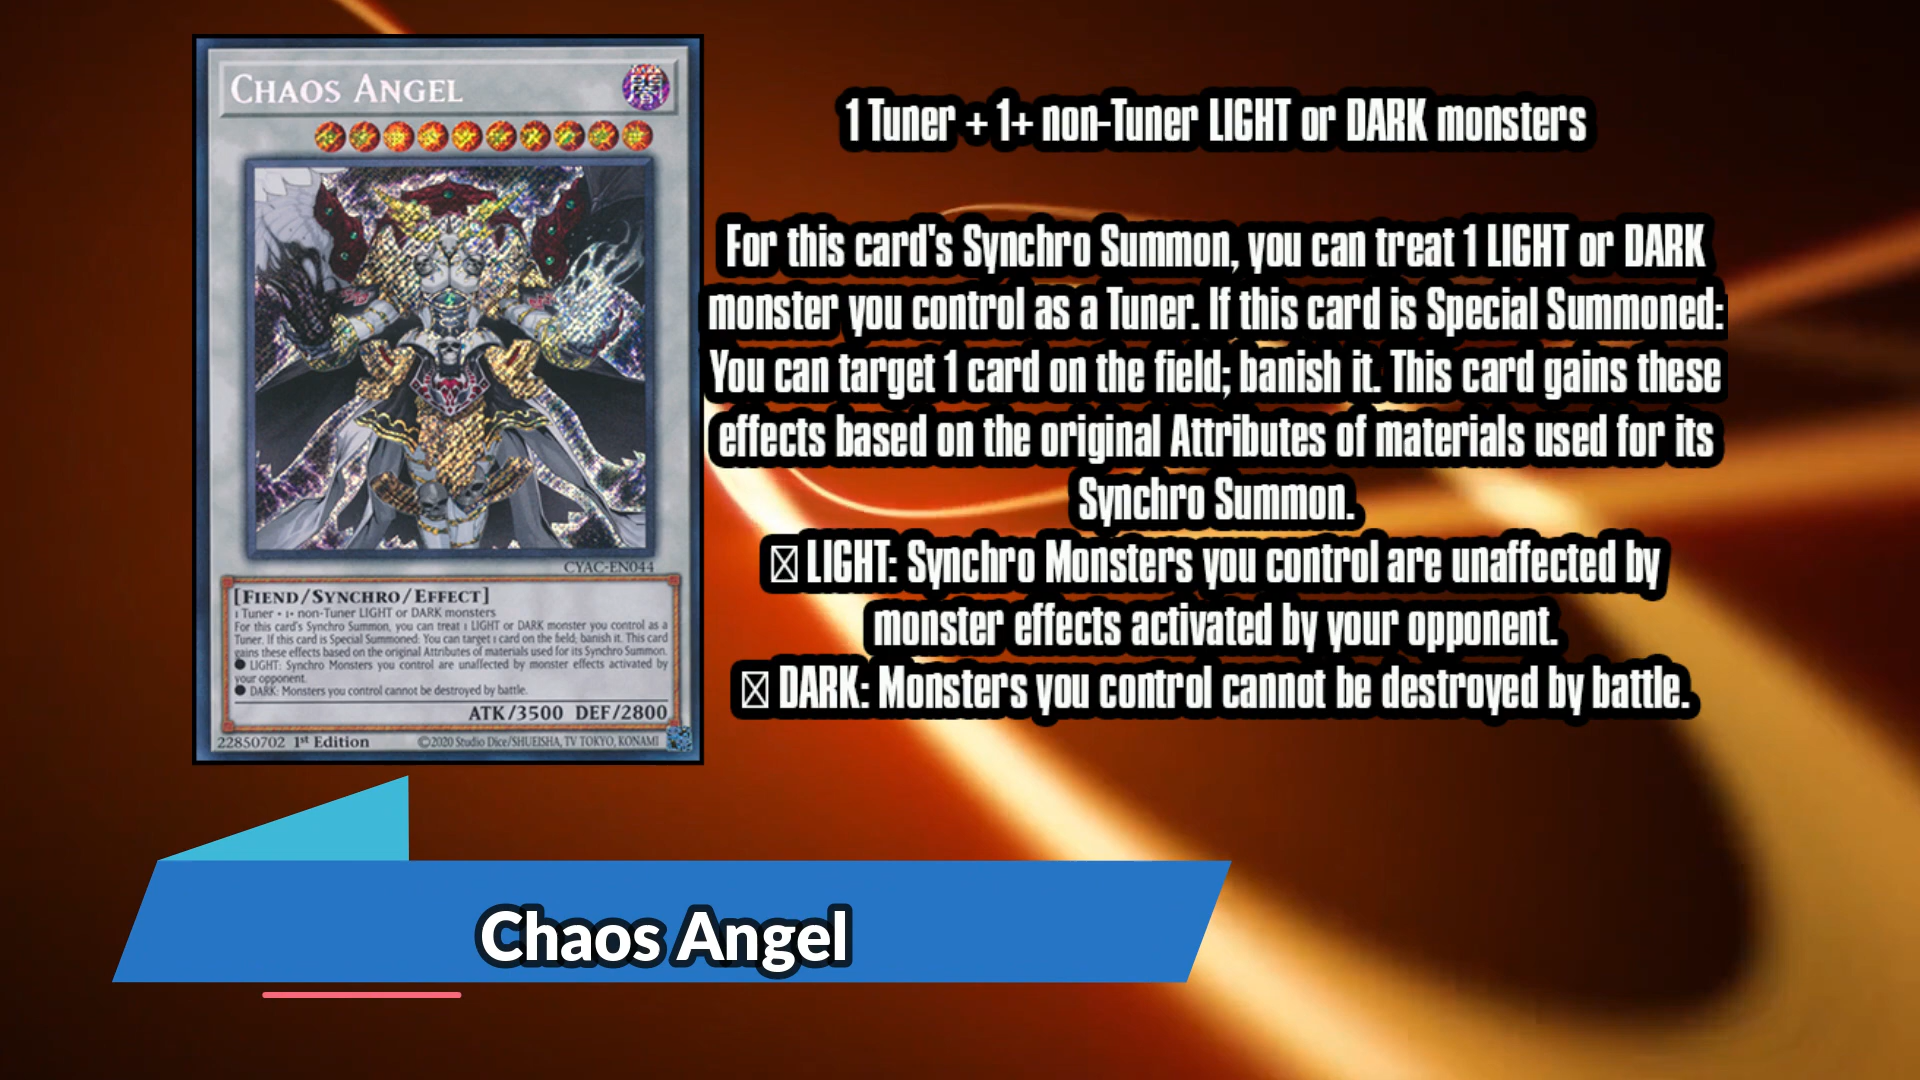 CHAOS ANGEL
闇
CYAC-EN044
[FIEND/SYNCHRO/EFFECT]
1 Tuner + 1+ non-Tuner LIGHT or DARK monsters
For this card's Synchro Summon, you can treat 1 LIGHT or DARK monster you control as a
Tuner. If this card is Special Summoned: You can target 1 card on the field; banish it. This card
gains these effects based on the original Attributes of materials used for its Synchro Summon.
● LIGHT: Synchro Monsters you control are unaffected by monster effects activated by
your opponent.
● DARK: Monsters you control cannot be destroyed by battle.
ATK/3500 DEF/2800
22850702 1st Edition ©2020 Studio Dice/SHUEISHA, TV TOKYO, KONAMI
1 Tuner + 1+ non-Tuner LIGHT or DARK monsters
For this card's Synchro Summon, you can treat 1 LIGHT or DARK
monster you control as a Tuner. If this card is Special Summoned:
You can target 1 card on the field; banish it. This card gains these
effects based on the original Attributes of materials used for its
Synchro Summon.
LIGHT: Synchro Monsters you control are unaffected by
monster effects activated by your opponent.
DARK: Monsters you control cannot be destroyed by battle.
Chaos Angel